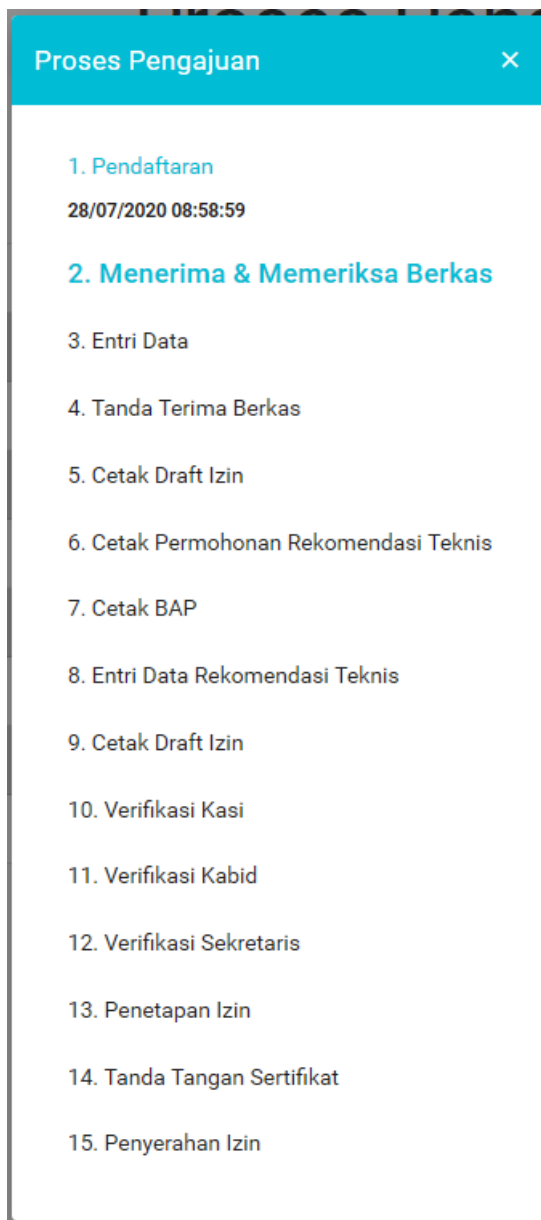 Proses Pengajuan
1. Pendaftaran
28/07/2020 08:58:59
2. Menerima & Memeriksa Berkas
3. Entri Data
4. Tanda Terima Berkas
5. Cetak Draft Izin
6. Cetak Permohonan Rekomendasi Teknis
7. Cetak BAP
8. Entri Data Rekomendasi Teknis
9. Cetak Draft Izin
10. Verifikasi Kasi
11. Verifikasi Kabid
12. Verifikasi Sekretaris
13. Penetapan Izin
14. Tanda Tangan Sertifikat
15. Penyerahan Izin